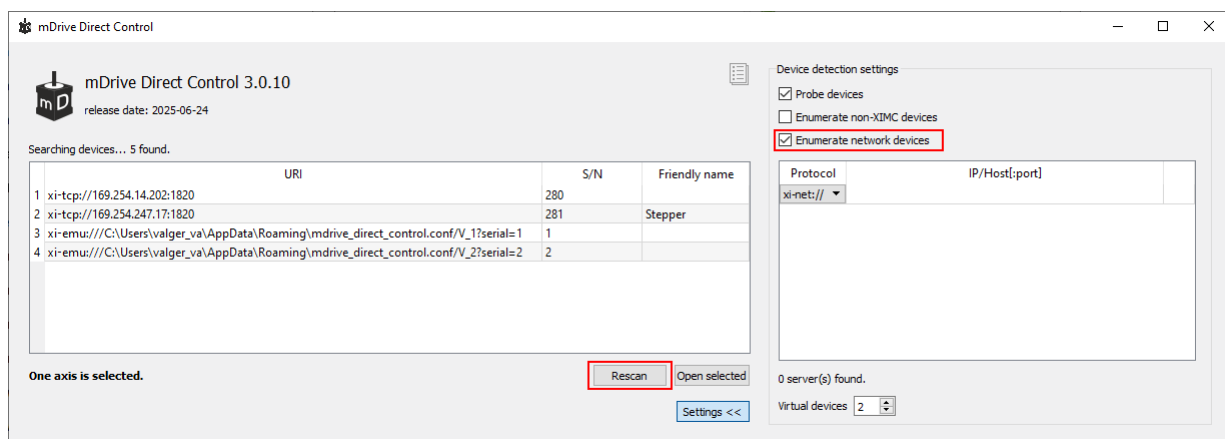 mDrive Direct Control
mDrive Direct Control 3.0.10
release date: 2025-06-24
mD
Searching devices... 5 found.
URI S/N Friendly name
1 xi-tcp://169.254.14.202:1820 280
2 xi-tcp://169.254.247.17:1820 281 Stepper
3 xi-emu:///C:\Users\valger_va\AppData\Roaming\mdrive_direct_control.conf/V_1?serial=1 1
4 xi-emu:///C:\Users\valger_va\AppData\Roaming\mdrive_direct_control.conf/V_2?serial=2 2
One axis is selected.
Rescan
Open selected
Settings <<
Device detection settings
Probe devices
Enumerate non-XIMC devices
Enumerate network devices
Protocol IP/Host[:port]
xi-net://
0 server(s) found.
Virtual devices 2